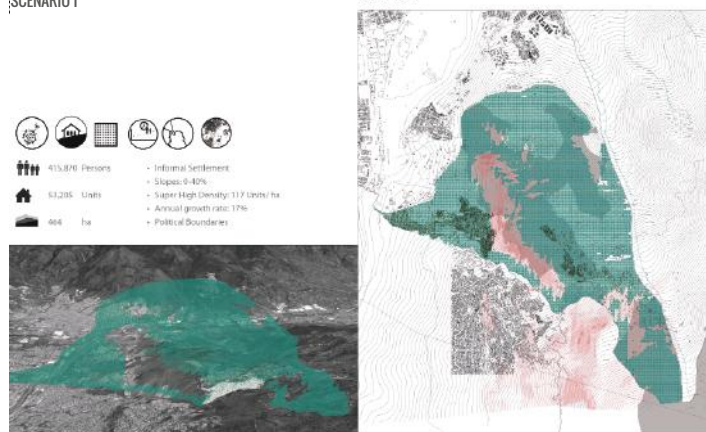 SCENARIO I
415,870 Persons
53,205 Units
466 ha
- Informal Settlement
- Slopes: 0-40%
- Super High Density: 117 Units/ ha
- Annual growth rate: 17%
- Political Boundaries